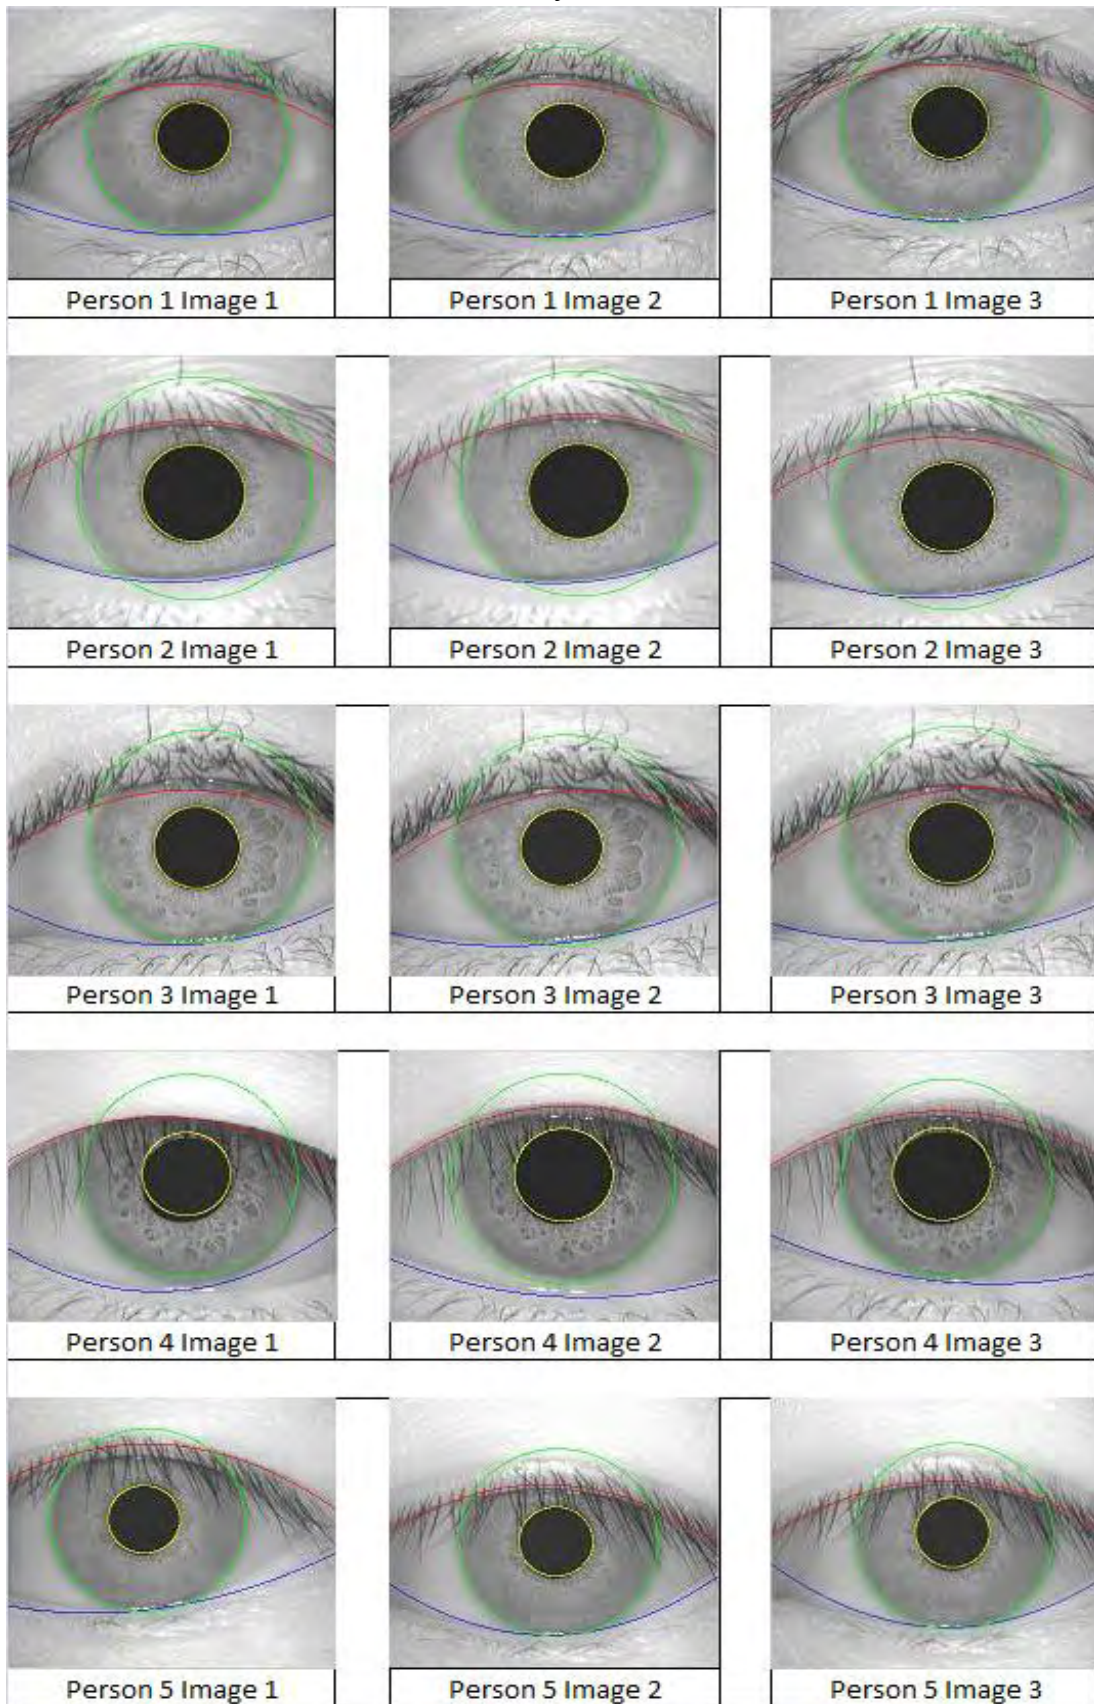 Person 1 Image 1
Person 1 Image 2
Person 1 Image 3
Person 2 Image 1
Person 2 Image 2
Person 2 Image 3
Person 3 Image 1
Person 3 Image 2
Person 3 Image 3
Person 4 Image 1
Person 4 Image 2
Person 4 Image 3
Person 5 Image 1
Person 5 Image 2
Person 5 Image 3